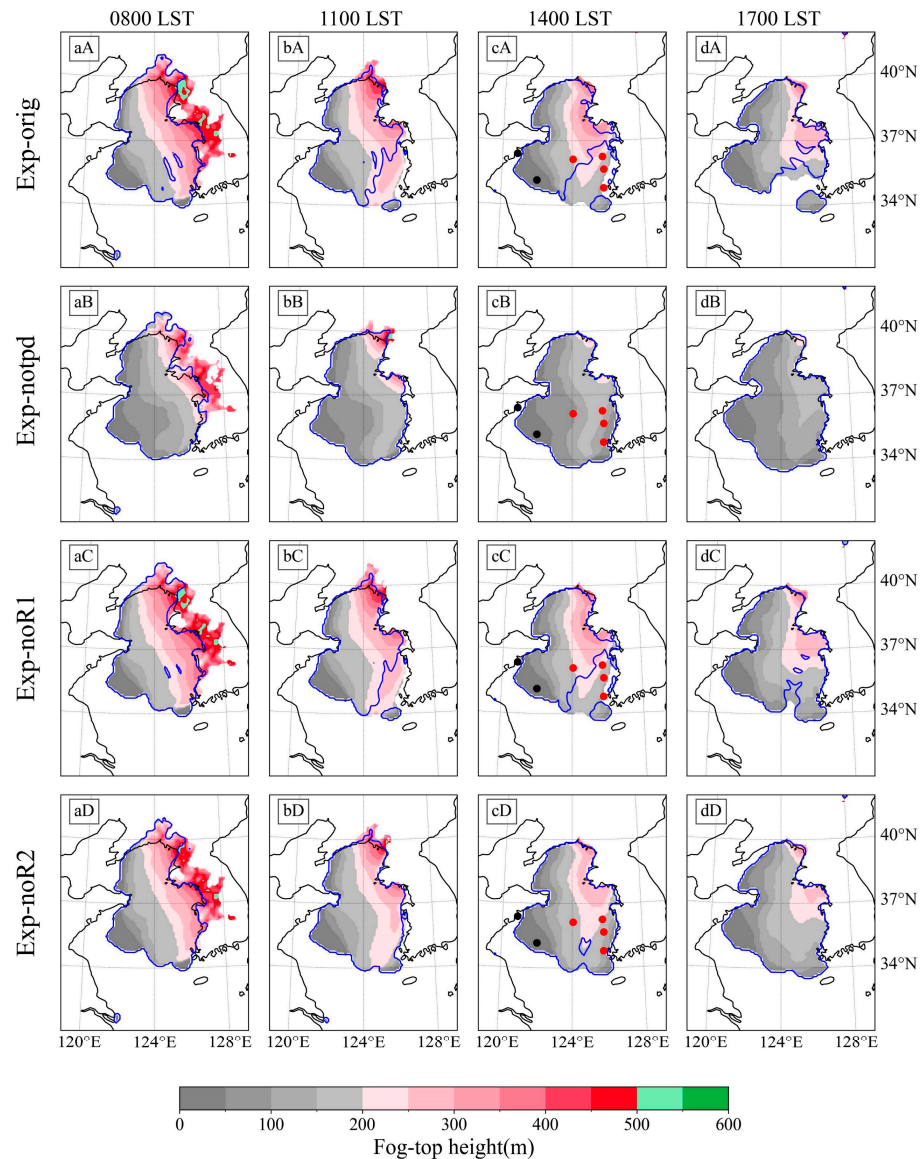 0800 LST 1100 LST 1400 LST 1700 LST
Exp-orig
aA bA cA dA
40°N
37°N
34°N
Exp-notpd
aB bB cB dB
40°N
37°N
34°N
Exp-noR1
aC bC cC dC
40°N
37°N
34°N
Exp-noR2
aD bD cD dD
40°N
37°N
34°N
120°E 124°E 128°E 120°E 124°E 128°E 120°E 124°E 128°E 120°E 124°E 128°E
0 100 200 300 400 500 600
Fog-top height(m)